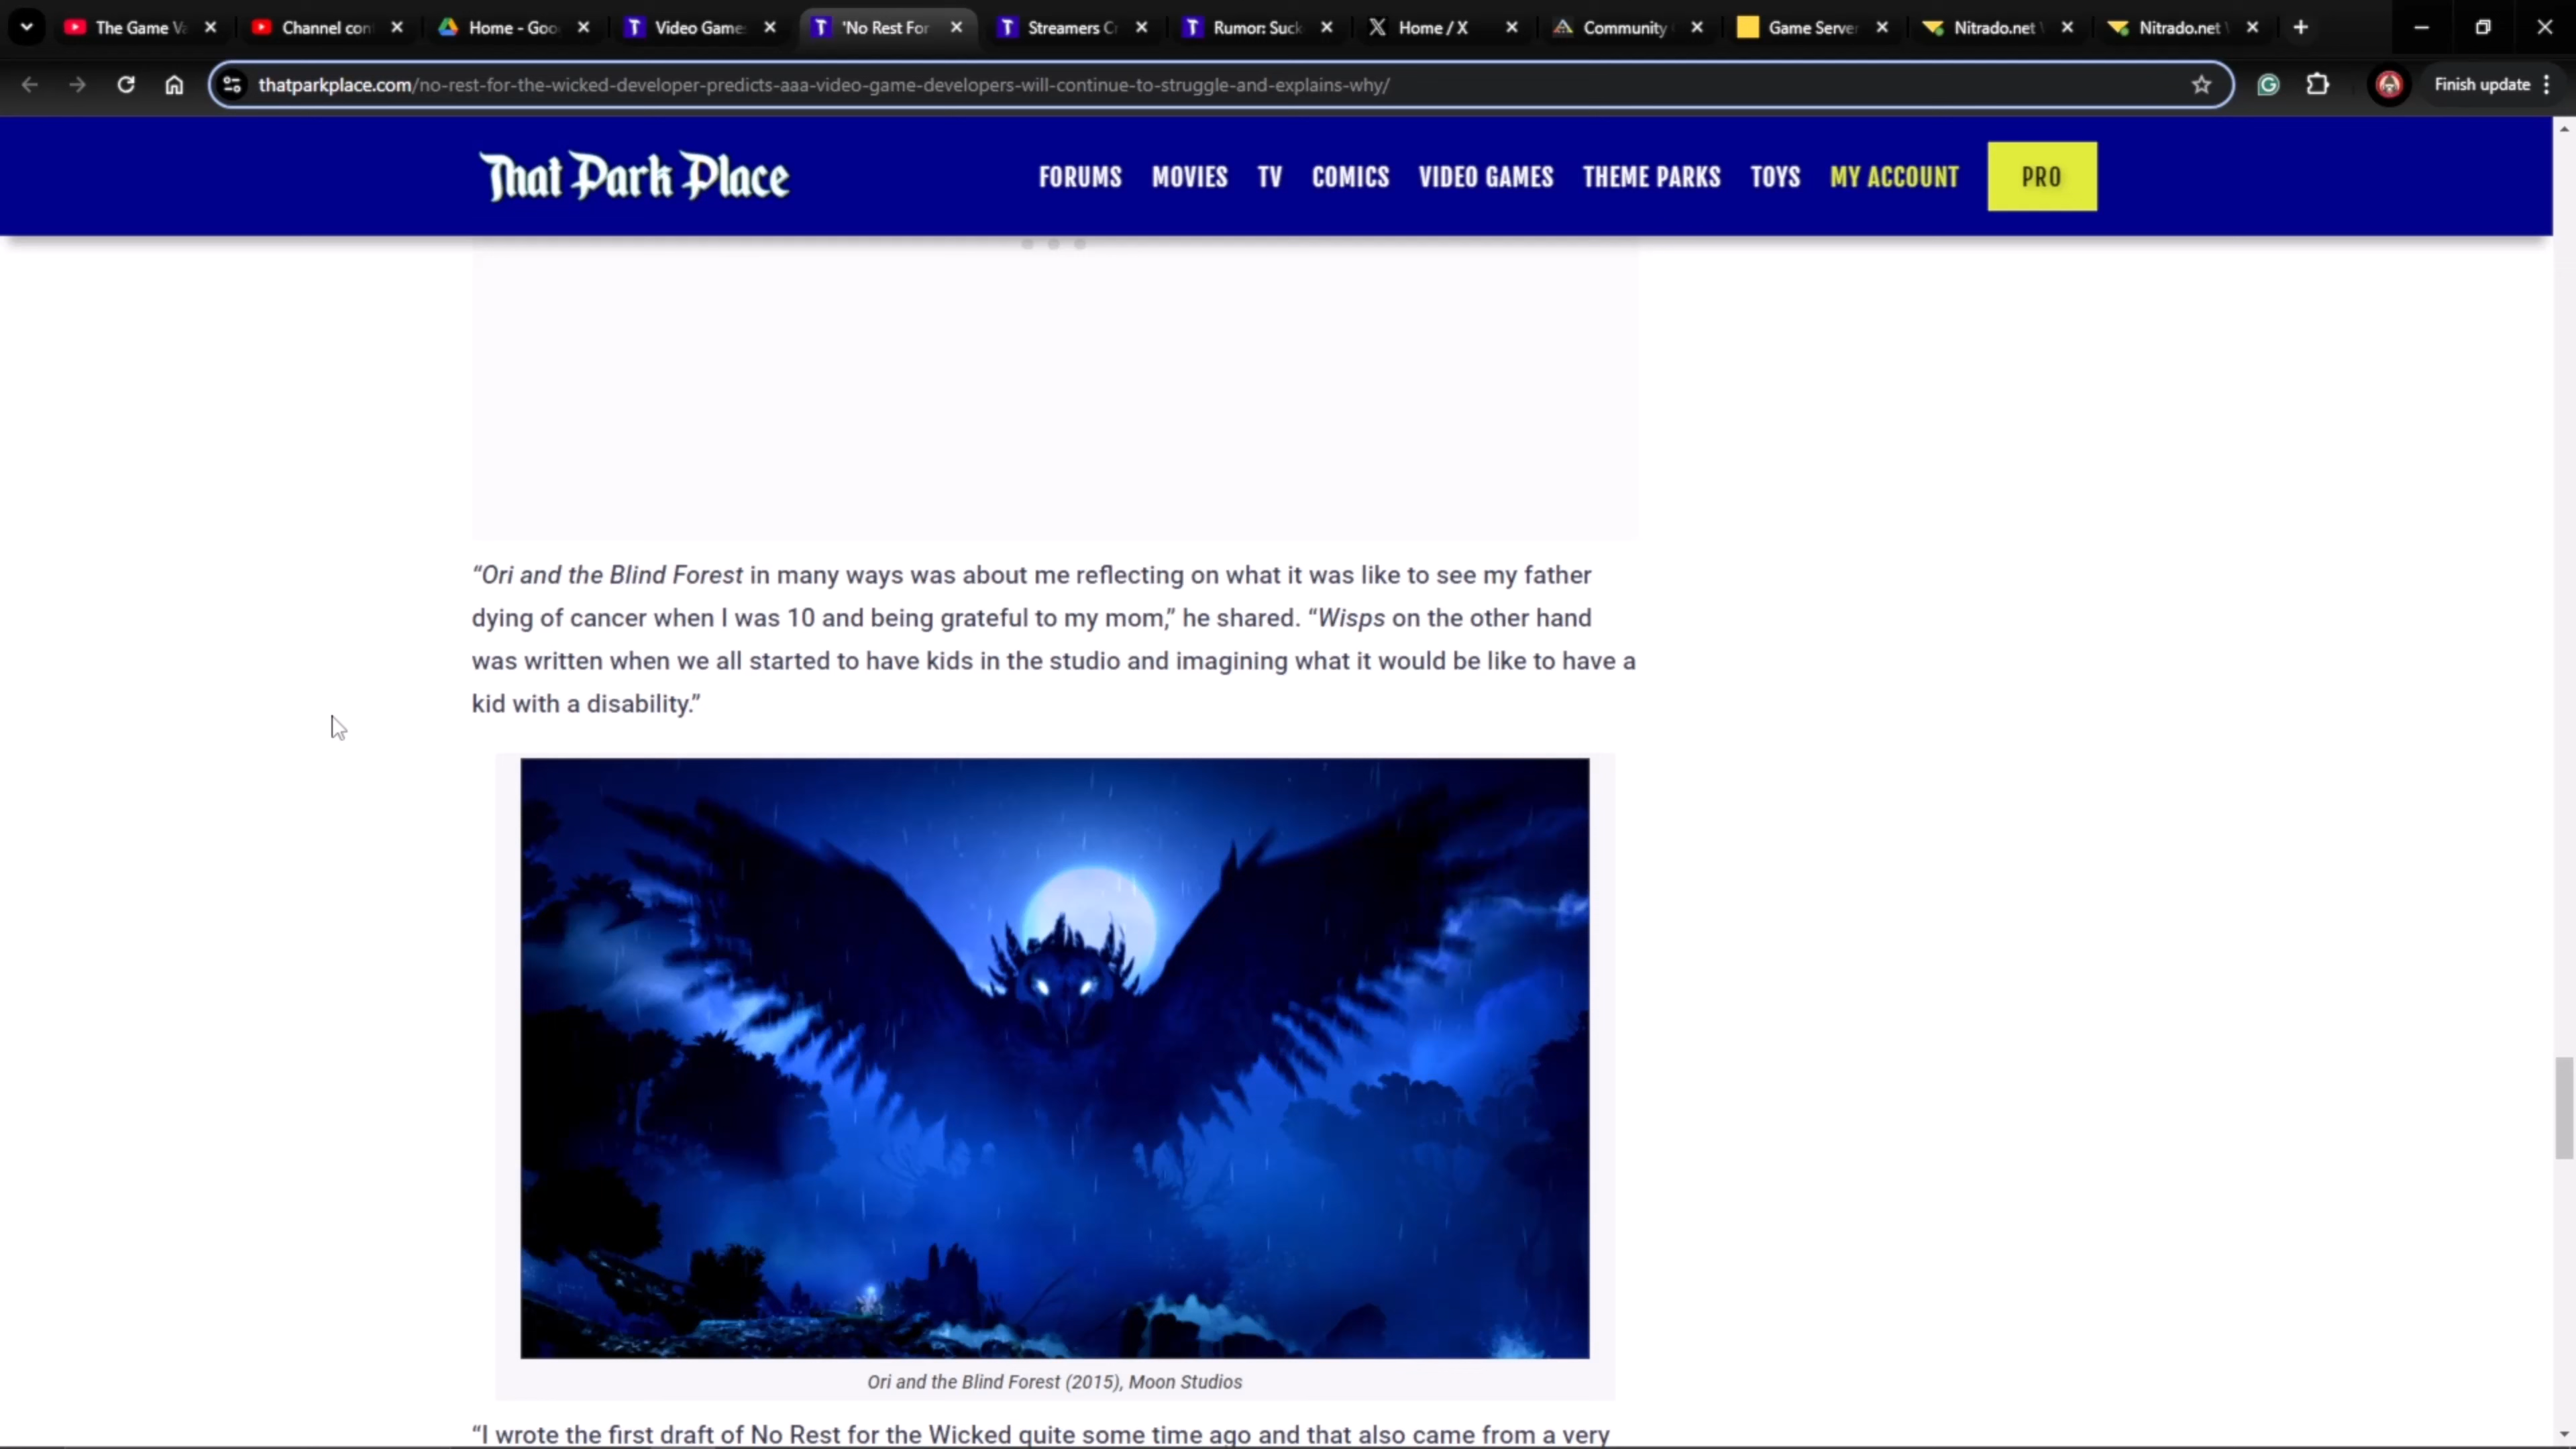 The Game Va
Channel con
Home - Goo
Video Game
'No Rest For
Streamers C
Rumor: Suck
Home / X
Community
Game Server
Nitrado.net
Nitrado.net
thatparkplace.com/no-rest-for-the-wicked-developer-predicts-aaa-video-game-developers-will-continue-to-struggle-and-explains-why/
Finish update
That Park Place
FORUMS MOVIES TV COMICS VIDEO GAMES THEME PARKS TOYS MY ACCOUNT PRO
“Ori and the Blind Forest in many ways was about me reflecting on what it was like to see my father
dying of cancer when I was 10 and being grateful to my mom,” he shared. “Wisps on the other hand
was written when we all started to have kids in the studio and imagining what it would be like to have a
kid with a disability.”
Ori and the Blind Forest (2015), Moon Studios
“I wrote the first draft of No Rest for the Wicked quite some time ago and that also came from a very